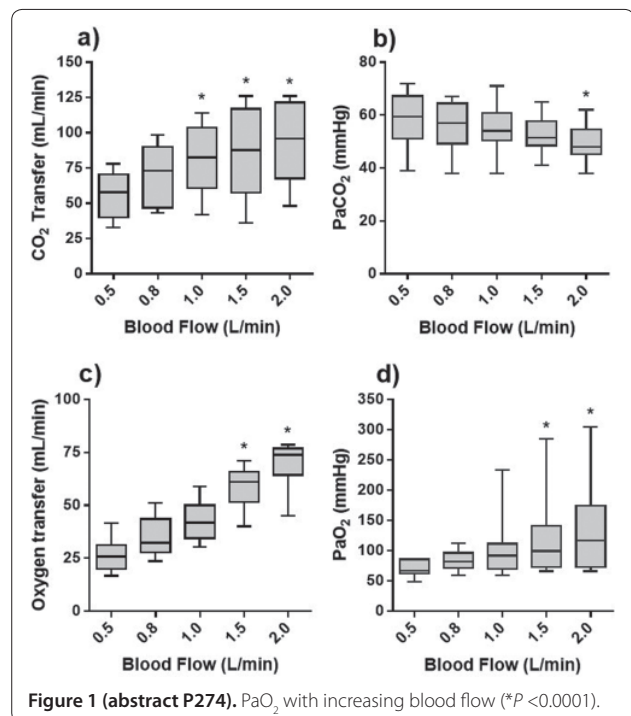 a)
CO₂ Transfer (mL/min)
150
125
100
75
50
25
0
* * *
0.5 0.8 1.0 1.5 2.0
Blood Flow (L/min)
b)
PaCO₂ (mmHg)
80
60
40
20
0
*
0.5 0.8 1.0 1.5 2.0
Blood Flow (L/min)
c)
Oxygen transfer (mL/min)
100
75
50
25
0
* *
0.5 0.8 1.0 1.5 2.0
Blood Flow (L/min)
d)
PaO₂ (mmHg)
350
300
250
200
150
100
50
0
* *
0.5 0.8 1.0 1.5 2.0
Blood Flow (L/min)
Figure 1 (abstract P274). PaO₂ with increasing blood flow (*P <0.0001).